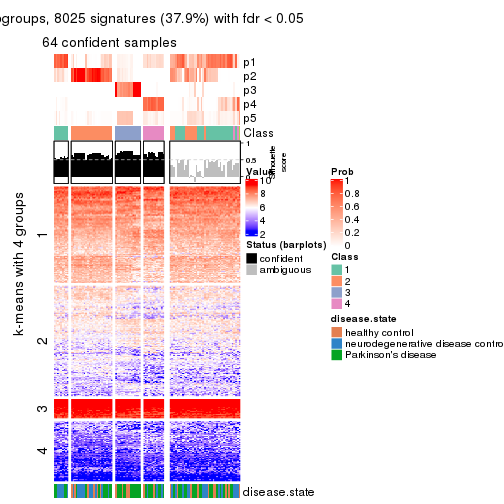 ogroups, 8025 signatures (37.9%) with fdr < 0.05
64 confident samples
p1
p2
p3
p4
p5
Class
1
0.5
0
silhouette
score
k-means with 4 groups
1
2
3
4
disease.state
Value
10
8
6
4
2
Status (barplots)
confident
ambiguous
Prob
1
0.8
0.6
0.4
0.2
0
Class
1
2
3
4
disease.state
healthy control
neurodegenerative disease contro
Parkinson's disease